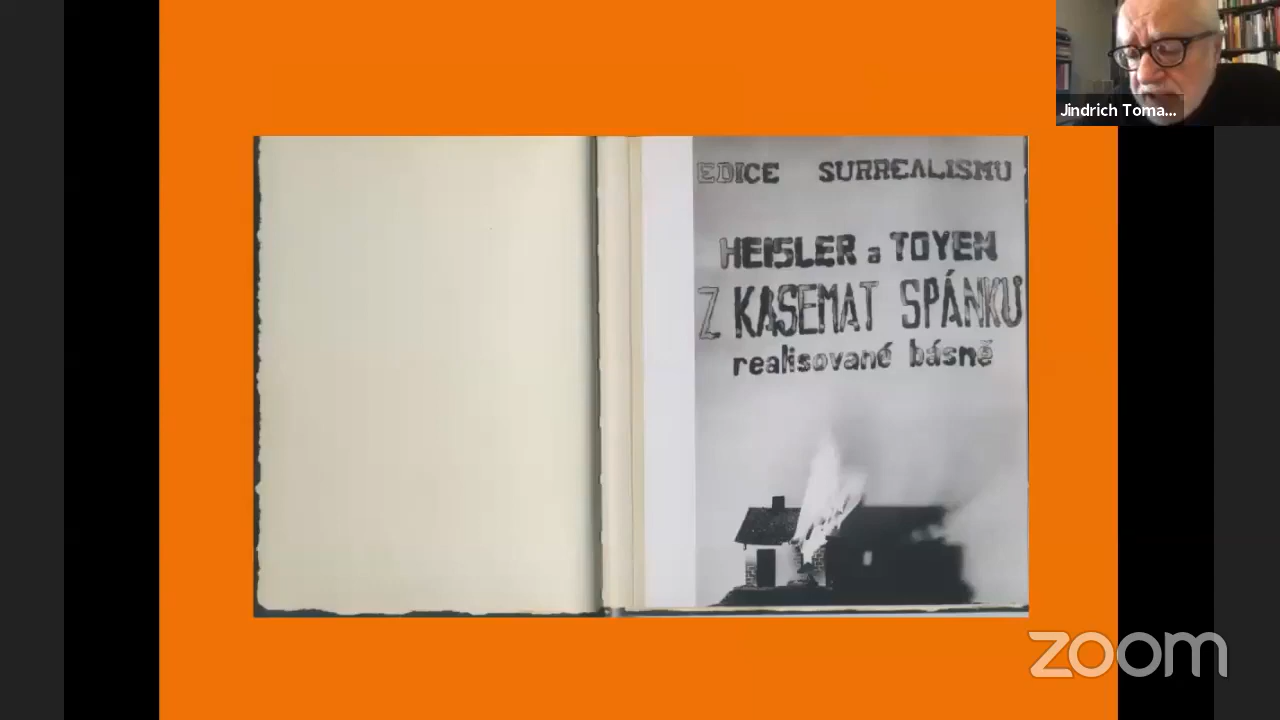 Jindrich Toma...
EDICE SURREALISMU
HEISLER a TOYEN
Z KASEMAT SPÁNKU
realisované básně
zoom